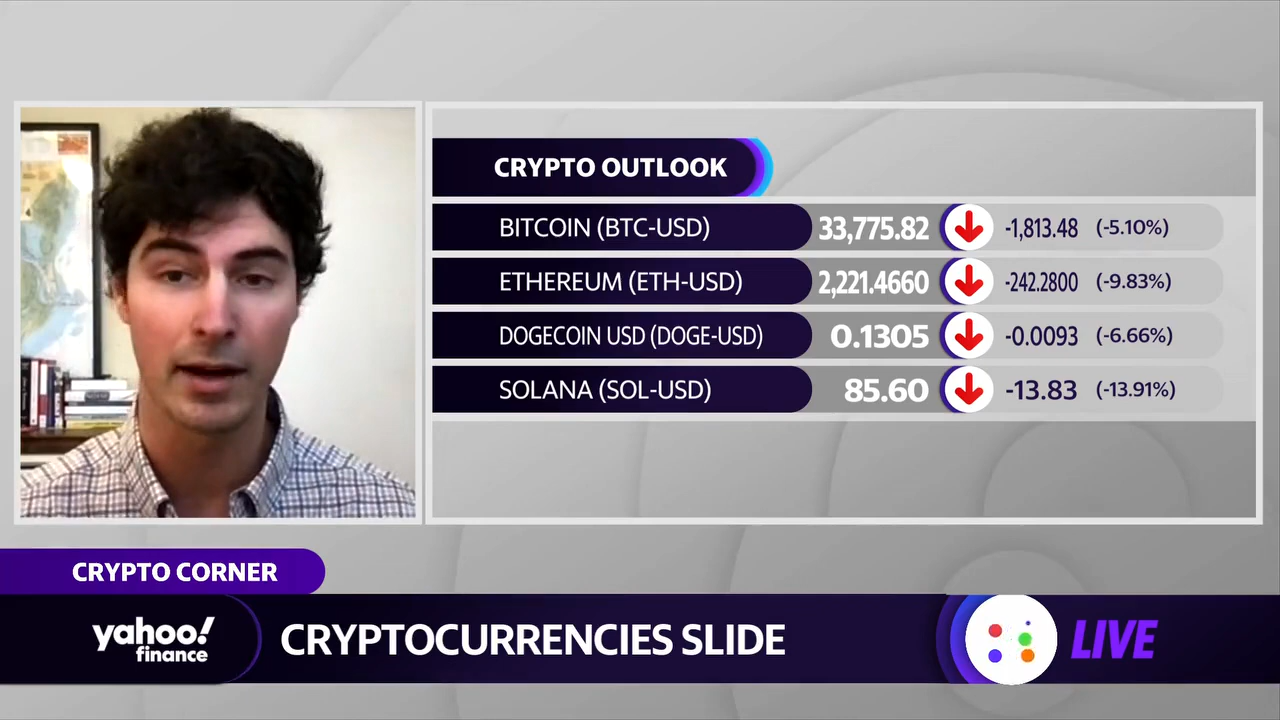 CRYPTO OUTLOOK
BITCOIN (BTC-USD) 33,775.82 -1,813.48 (-5.10%)
ETHEREUM (ETH-USD) 2,221.4660 -242.2800 (-9.83%)
DOGECOIN USD (DOGE-USD) 0.1305 -0.0093 (-6.66%)
SOLANA (SOL-USD) 85.60 -13.83 (-13.91%)
CRYPTO CORNER
yahoo!
finance
CRYPTOCURRENCIES SLIDE
LIVE